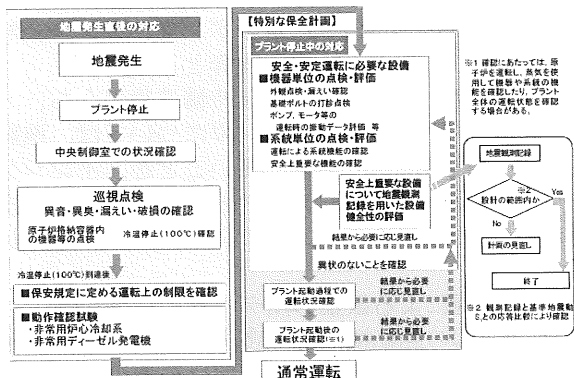 地震発生直後の対応
地震発生
プラント停止
中央制御室での状況確認
巡視点検
異音・異臭・漏えい・破損の確認
原子炉格納容器内
の機器等の点検
冷温停止(100℃)確認
冷温停止(100℃)到達後
■保安規定に定める運転上の制限を確認
■動作確認試験
・非常用炉心冷却系
・非常用ディーゼル発電機
【特別な保全計画】
プラント停止中の対応
安全・安定運転に必要な設備
■機器単位の点検・評価
外観点検・漏えい確認
基礎ボルトの打診点検
ポンプ、モータ等の
運転時の振動データ評価 等
■系統単位の点検・評価
運転による系統機能の確認
安全上重要な機能の確認
安全上重要な設備
について地震観測
記録を用いた設備
健全性の評価
結果から必要に応じ見直し
異状のないことを確認
プラント起動過程での
運転状況確認
結果から必要
に応じ見直し
プラント起動後の
運転状況確認(※1)
結果から必要
に応じ見直し
通常運転
※1 確認にあたっては、原
子炉を運転し、蒸気を
使用して機器や系統の機
能を確認したり、プラント
全体の運転状態を確認
する場合がある。
地震観測記録
※2
設計の範囲内か
Yes
No
計画の見直し
終了
※2 観測記録と基準地震動
Sₛとの応答比較により確認